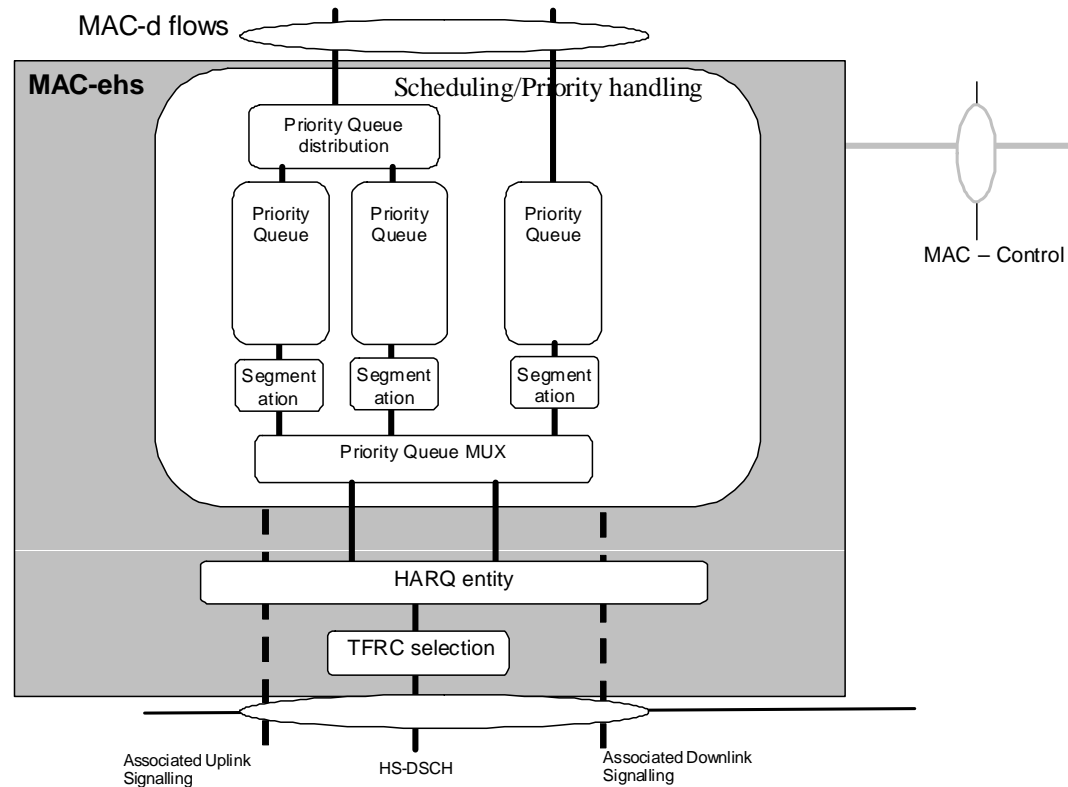 MAC-d flows
MAC-ehs
Scheduling/Priority handling
Priority Queue
distribution
Priority
Queue
Priority
Queue
Priority
Queue
Segment
ation
Segment
ation
Segment
ation
Priority Queue MUX
HARQ entity
TFRC selection
MAC – Control
Associated Uplink
Signalling
HS-DSCH
Associated Downlink
Signalling